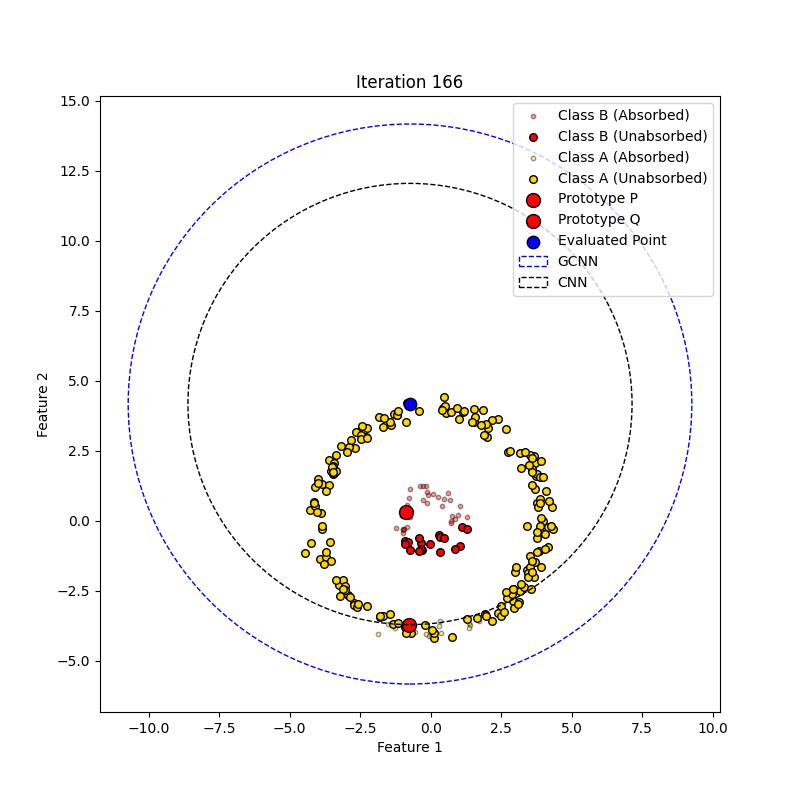 Iteration 166
Class B (Absorbed)
Class B (Unabsorbed)
Class A (Absorbed)
Class A (Unabsorbed)
Prototype P
Prototype Q
Evaluated Point
GCNN
CNN
15.0
12.5
10.0
7.5
5.0
2.5
0.0
−2.5
−5.0
Feature 2
−10.0 −7.5 −5.0 −2.5 0.0 2.5 5.0 7.5 10.0
Feature 1